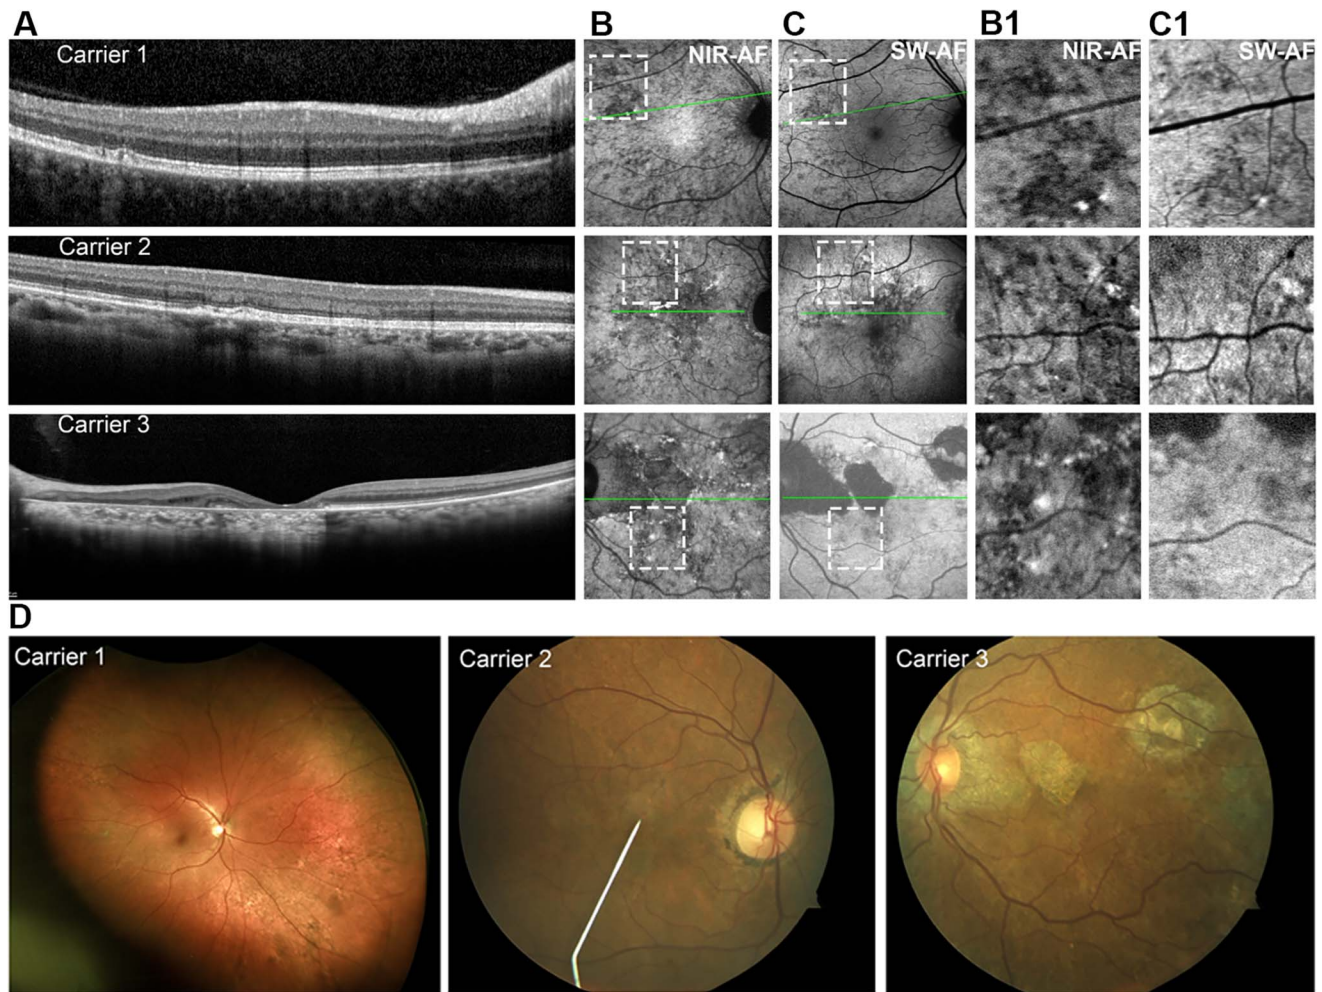 A
B
C
B1
C1
Carrier 1
NIR-AF
SW-AF
NIR-AF
SW-AF
Carrier 2
Carrier 3
D
Carrier 1
Carrier 2
Carrier 3